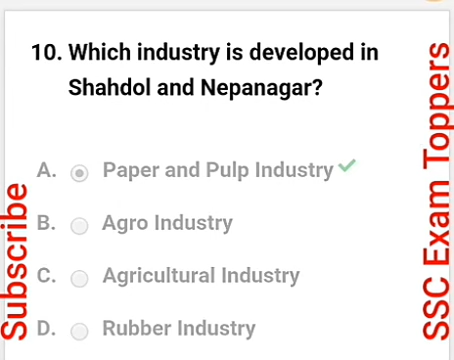 10. Which industry is developed in
Shahdol and Nepanagar?
A. Paper and Pulp Industry
B. Agro Industry
C. Agricultural Industry
D. Rubber Industry
Subscribe
SSC Exam Toppers